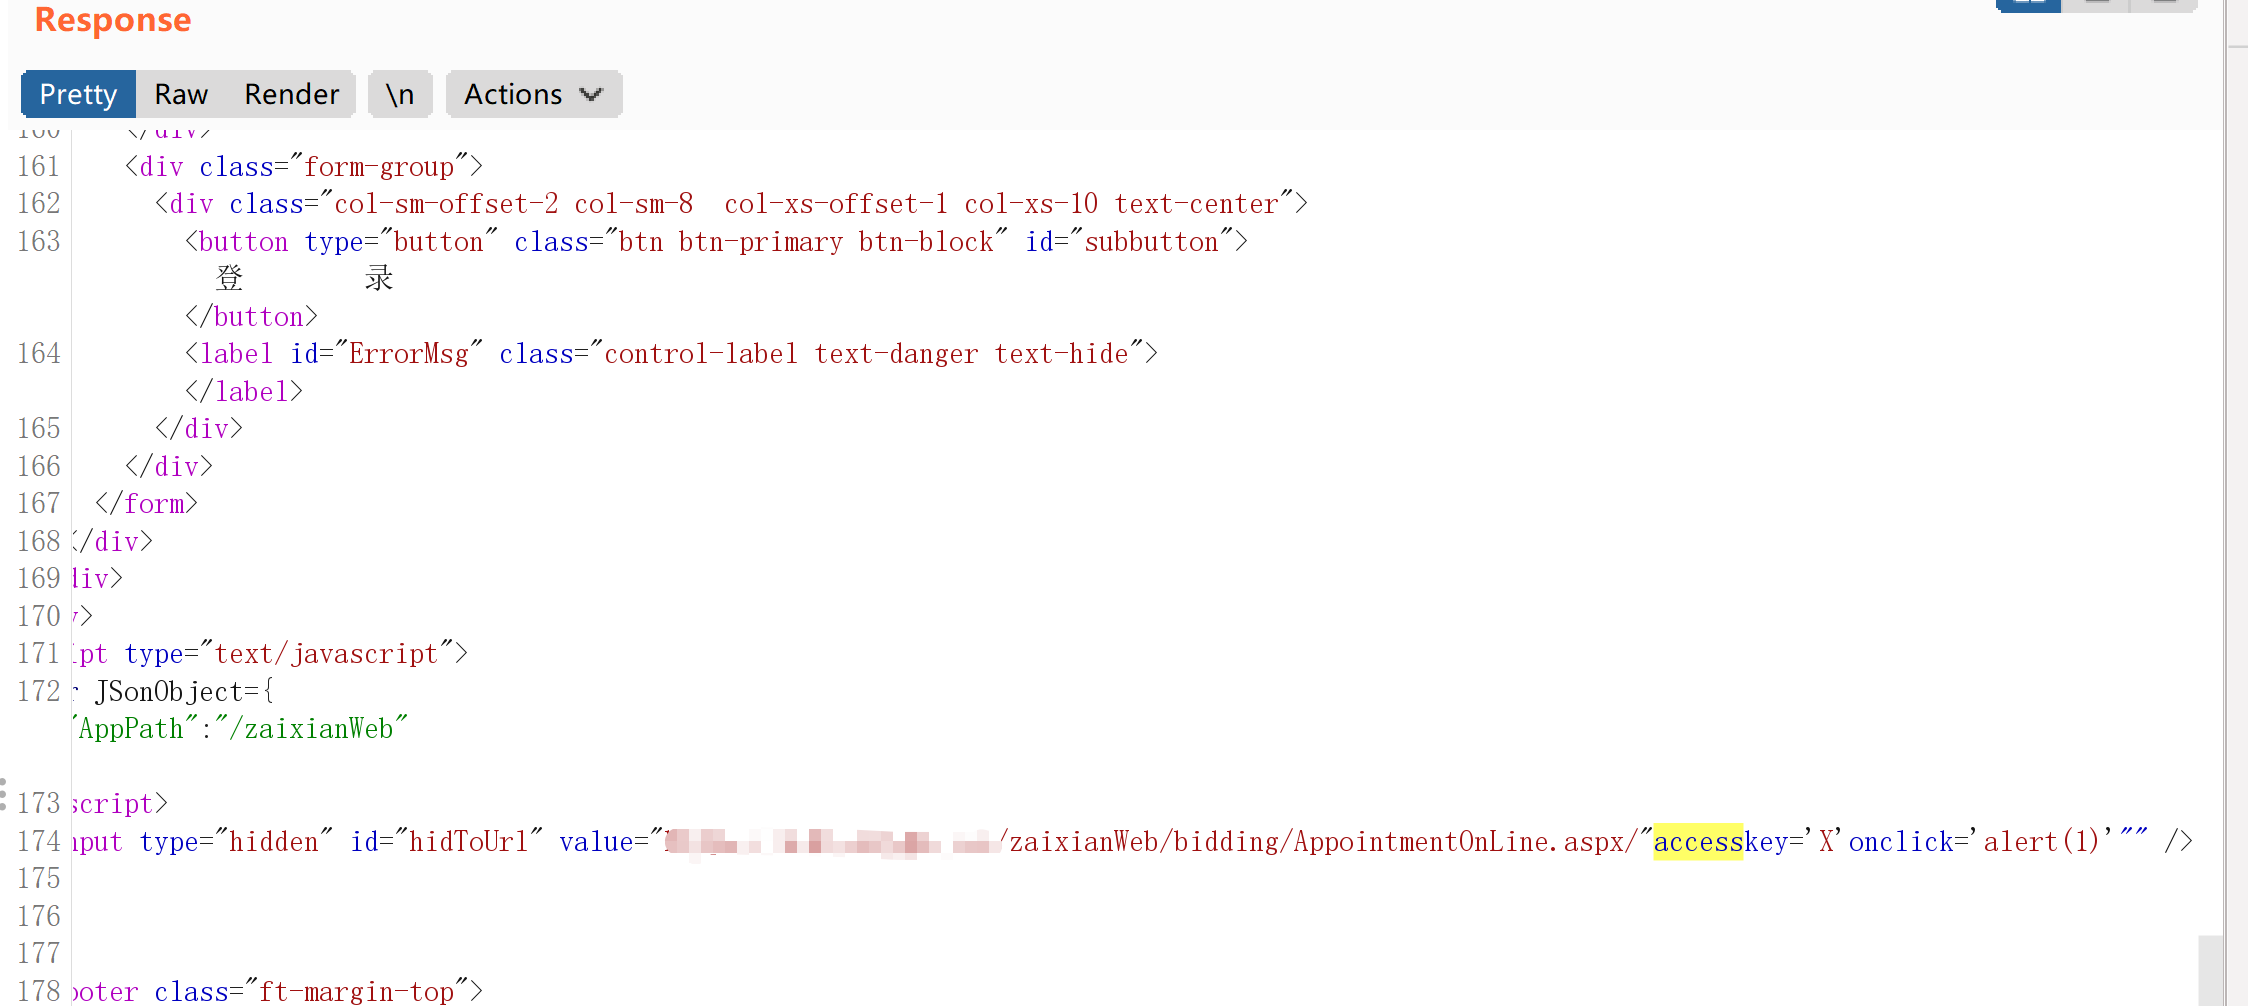 Response
Pretty Raw Render \n Actions
160 </div>
161 <div class="form-group">
162 <div class="col-sm-offset-2 col-sm-8  col-xs-offset-1 col-xs-10 text-center">
163 <button type="button" class="btn btn-primary btn-block" id="subbutton">
登 录
</button>
164 <label id="ErrorMsg" class="control-label text-danger text-hide">
</label>
165 </div>
166 </div>
167 </form>
168 </div>
169 div>
170 >
171 ipt type="text/javascript">
172 r JSonObject={
"AppPath":"/zaixianWeb"
173 script>
174 nput type="hidden" id="hidToUrl" value=" /zaixianWeb/bidding/AppointmentOnLine.aspx/"accesskey='X'onclick='alert(1)'"" />
175
176
177
178 ooter class="ft-margin-top">